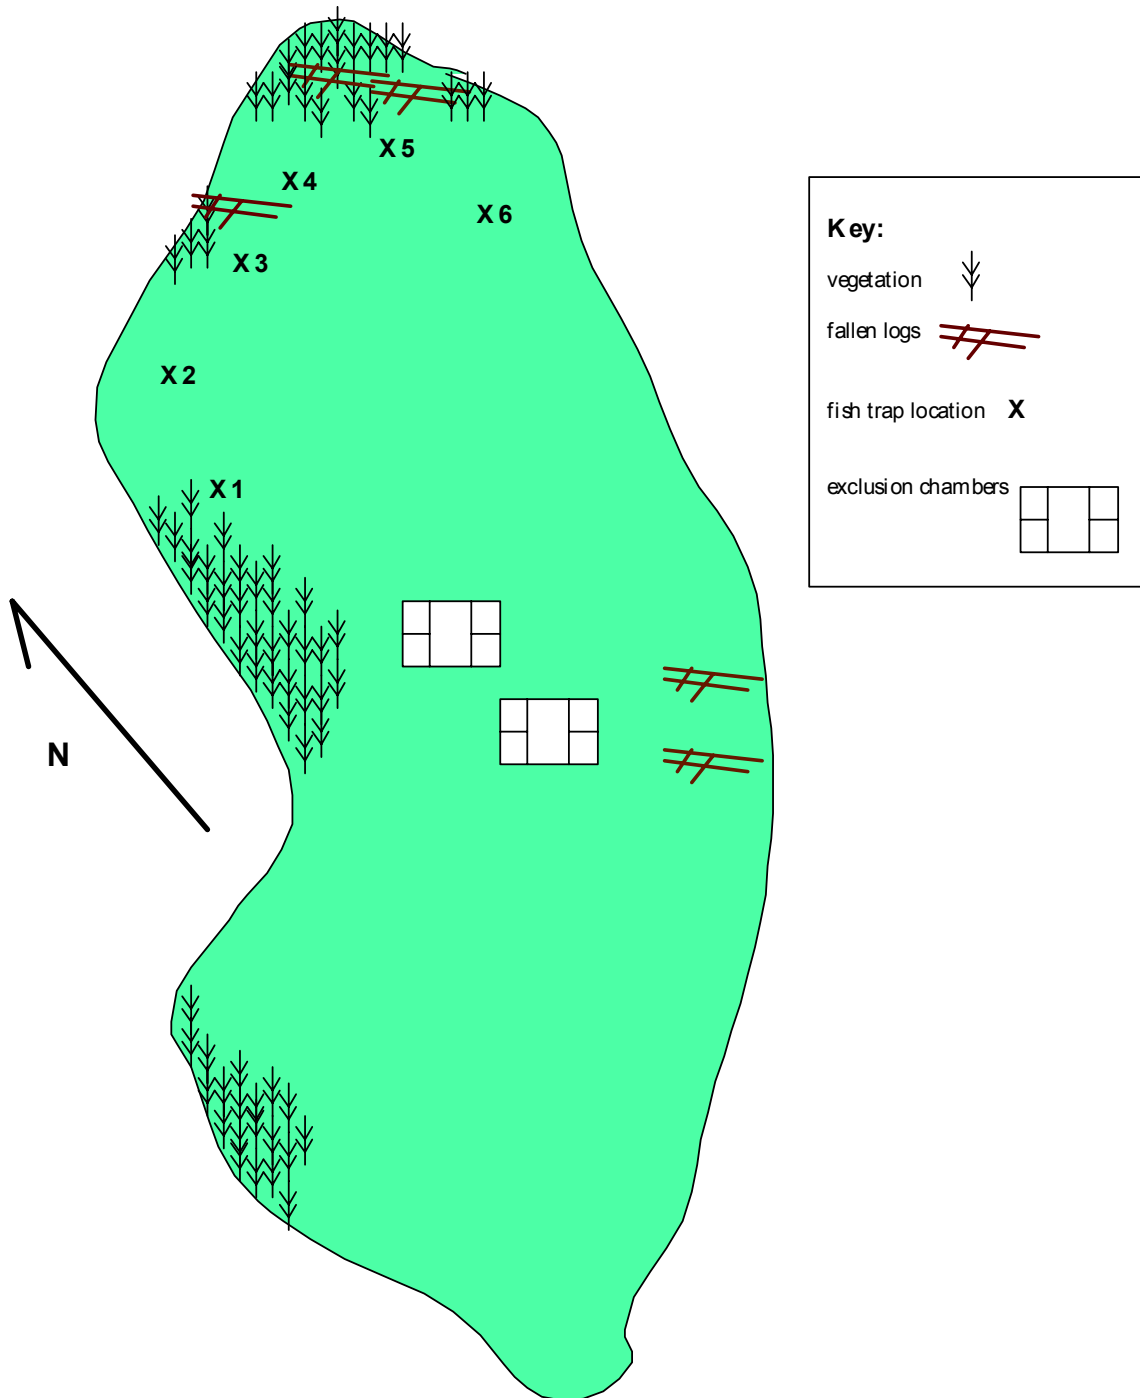 X 5
X 4
X 6
X 3
X 2
X 1
N
Key:
vegetation
fallen logs
fish trap location X
exclusion chambers